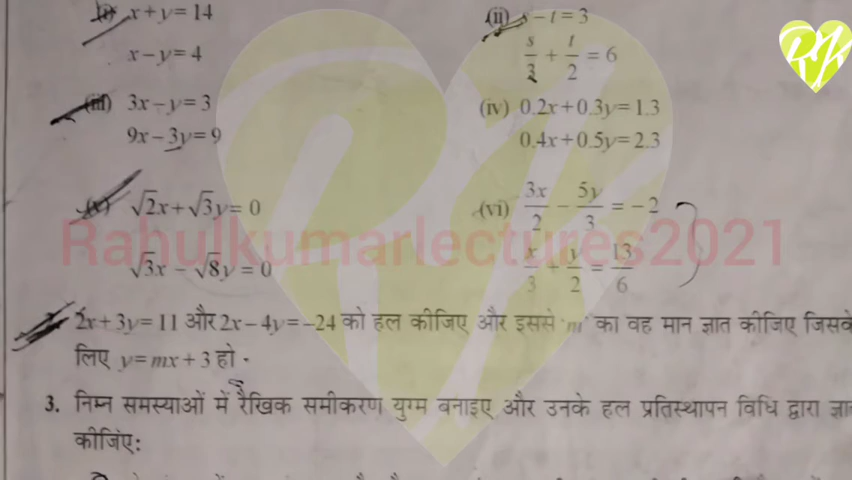 (i) x + y = 14
x – y = 4
(ii) s – t = 3
s/3 + t/2 = 6
(iii) 3x – y = 3
9x – 3y = 9
(iv) 0.2x + 0.3y = 1.3
0.4x + 0.5y = 2.3
(v) √2x + √3y = 0
√3x – √8y = 0
(vi) 3x/2 – 5y/3 = –2
x/3 + y/2 = 13/6
Rahulkumarlectures2021
2x + 3y = 11 और 2x – 4y = –24 को हल कीजिए और इससे 'm' का वह मान ज्ञात कीजिए जिसके
लिए y = mx + 3 हो ·
3. निम्न समस्याओं में रैखिक समीकरण युग्म बनाइए और उनके हल प्रतिस्थापन विधि द्वारा
कीजिए:
RK